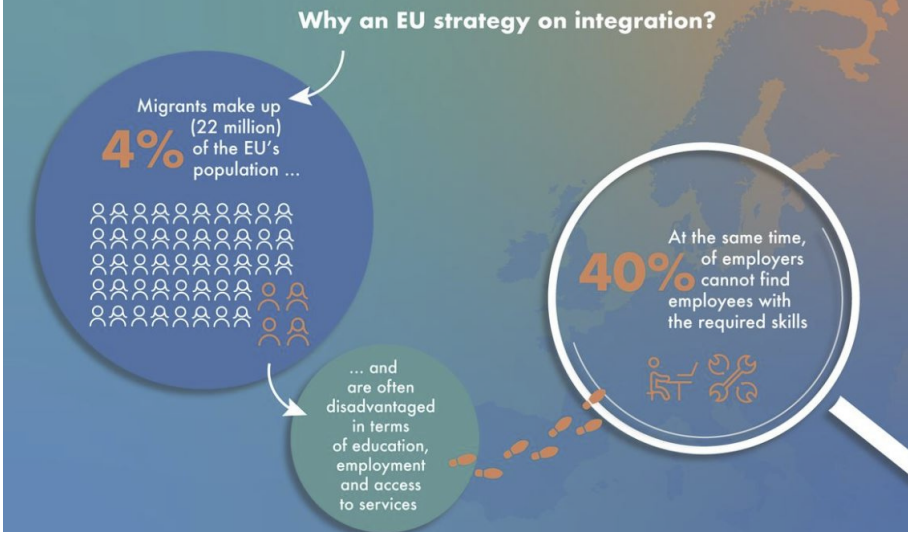 Why an EU strategy on integration?
Migrants make up
4% (22 million)
of the EU's
population ...
... and
are often
disadvantaged
in terms
of education,
employment
and access
to services
At the same time,
40% of employers
cannot find
employees with
the required skills